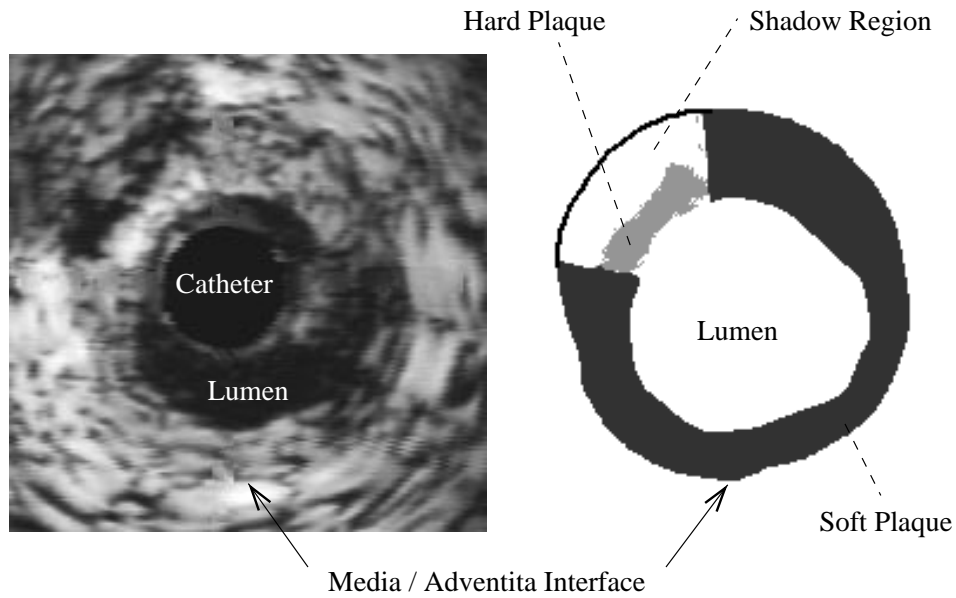 Hard Plaque
Shadow Region
Catheter
Lumen
Lumen
Soft Plaque
Media / Adventita Interface